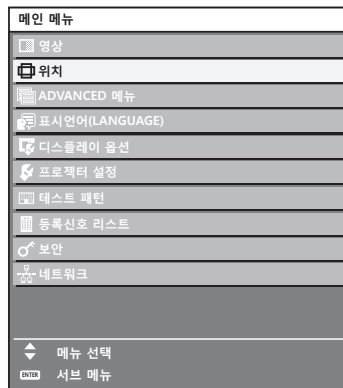 메인 메뉴
영상
위치
ADVANCED 메뉴
표시언어(LANGUAGE)
디스플레이 옵션
프로젝터 설정
테스트 패턴
등록신호 리스트
보안
네트워크
메뉴 선택
ENTER 서브 메뉴